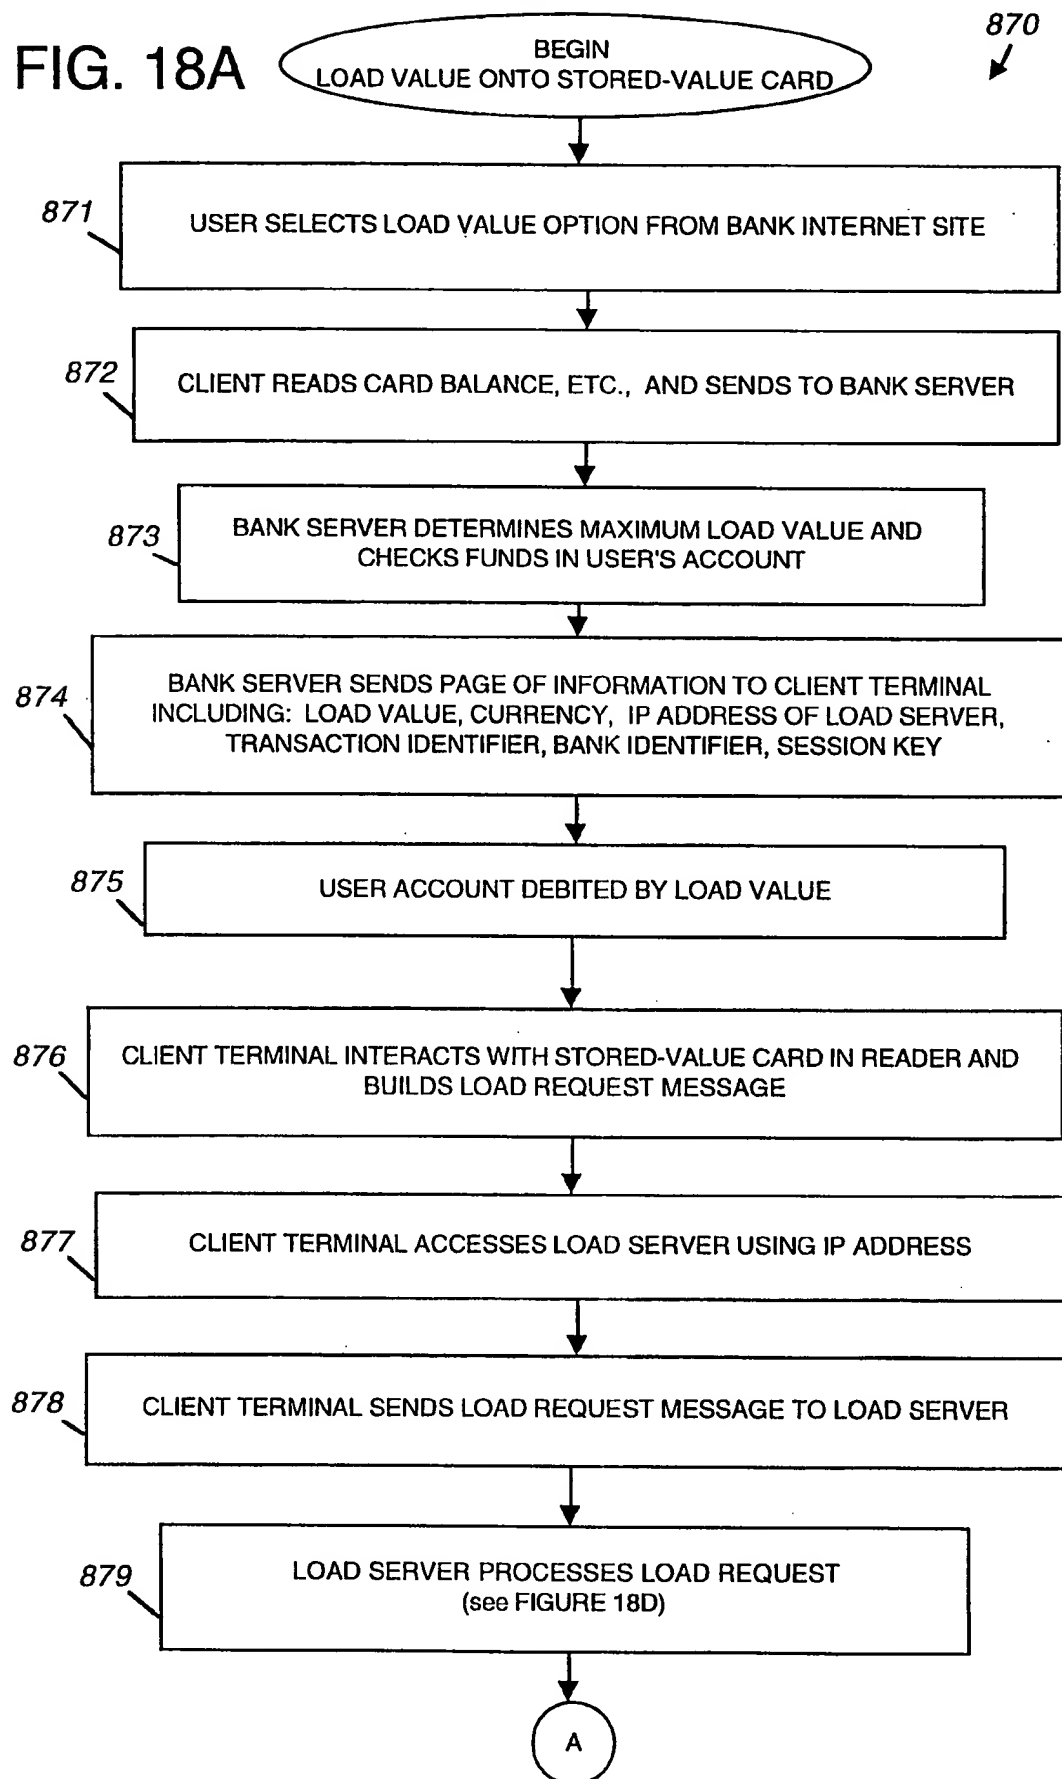 FIG. 18A
870
BEGIN
LOAD VALUE ONTO STORED-VALUE CARD
871
USER SELECTS LOAD VALUE OPTION FROM BANK INTERNET SITE
872
CLIENT READS CARD BALANCE, ETC., AND SENDS TO BANK SERVER
873
BANK SERVER DETERMINES MAXIMUM LOAD VALUE AND
CHECKS FUNDS IN USER'S ACCOUNT
874
BANK SERVER SENDS PAGE OF INFORMATION TO CLIENT TERMINAL
INCLUDING: LOAD VALUE, CURRENCY, IP ADDRESS OF LOAD SERVER,
TRANSACTION IDENTIFIER, BANK IDENTIFIER, SESSION KEY
875
USER ACCOUNT DEBITED BY LOAD VALUE
876
CLIENT TERMINAL INTERACTS WITH STORED-VALUE CARD IN READER AND
BUILDS LOAD REQUEST MESSAGE
877
CLIENT TERMINAL ACCESSES LOAD SERVER USING IP ADDRESS
878
CLIENT TERMINAL SENDS LOAD REQUEST MESSAGE TO LOAD SERVER
879
LOAD SERVER PROCESSES LOAD REQUEST
(see FIGURE 18D)
A